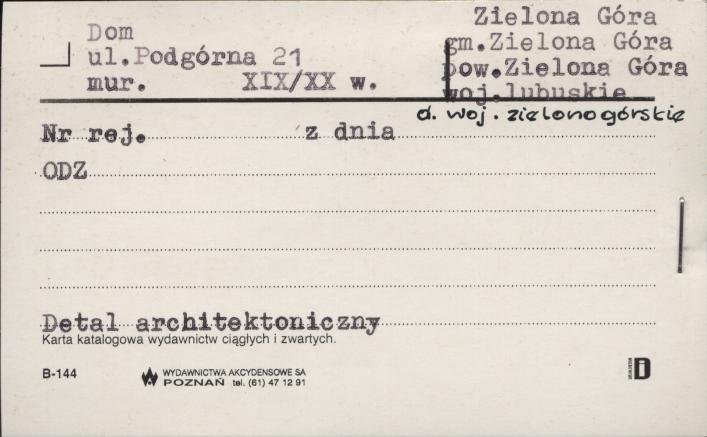 Dom
ul.Podgórna 21
mur. XIX/XX w.
Zielona Góra
gm.Zielona Góra
pow.Zielona Góra
woj.lubuskie
d. woj. zielonogórskie
Nr rej. z dnia
ODZ
Detal architektoniczny
Karta katalogowa wydawnictw ciągłych i zwartych.
B-144
WYDAWNICTWA AKCYDENSOWE SA
POZNAŃ tel. (61) 47 12 91